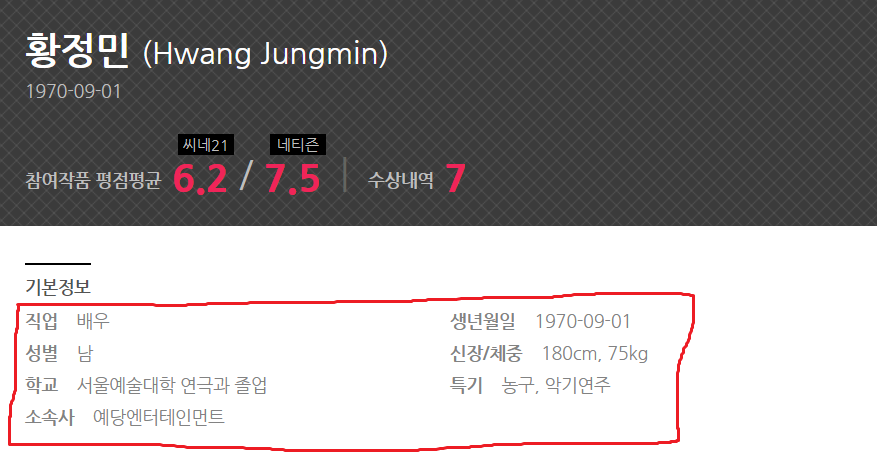 황정민 (Hwang Jungmin)
1970-09-01
씨네21 네티즌
참여작품 평점평균 6.2 / 7.5 | 수상내역 7
기본정보
직업 배우 생년월일 1970-09-01
성별 남 신장/체중 180cm, 75kg
학교 서울예술대학 연극과 졸업 특기 농구, 악기연주
소속사 예당엔터테인먼트